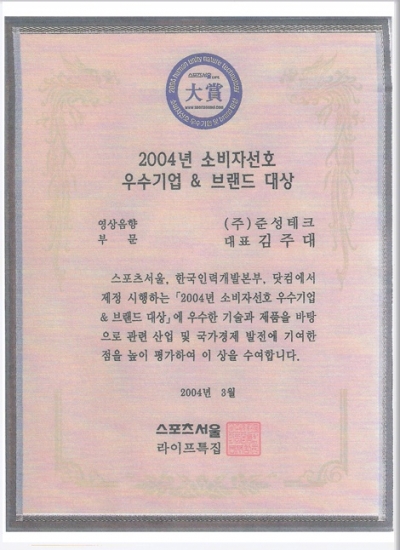 스포츠서울
大賞
2004년 소비자선호
우수기업 & 브랜드 대상
영상음향 (주)준성테크
부 문 대표 김주대
스포츠서울, 한국인력개발본부, 닷컴에서
제정 시행하는 「2004년 소비자선호 우수기업
& 브랜드 대상」에 우수한 기술과 제품을 바탕
으로 관련 산업 및 국가경제 발전에 기여한
점을 높이 평가하여 이 상을 수여합니다.
2004년 3월
스포츠서울
라이프특집